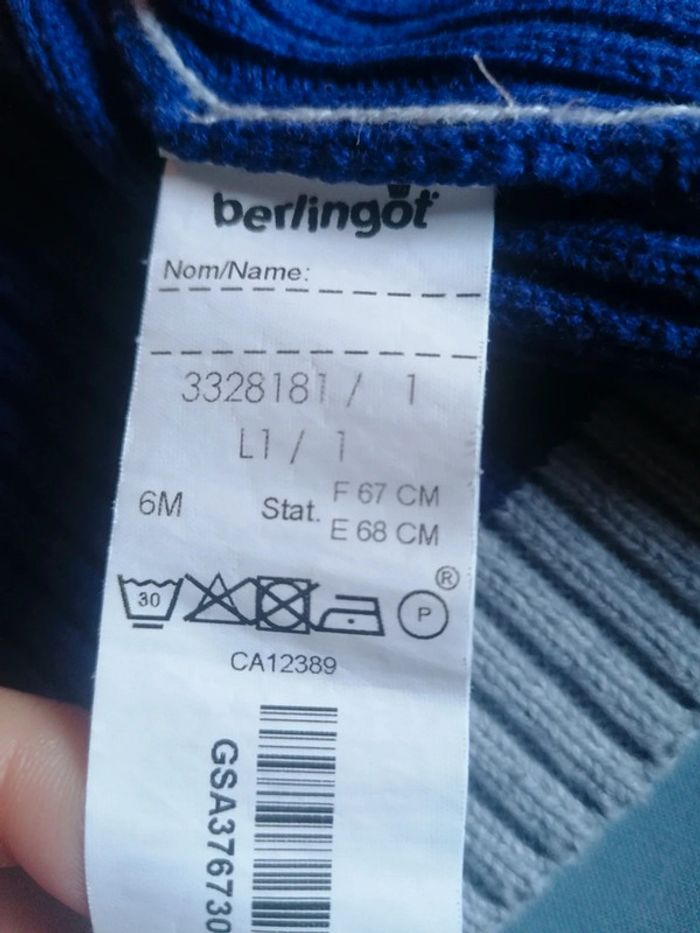 berlingot
Nom/Name:
3328181 / 1
L1 / 1
6M Stat. F 67 CM
E 68 CM
®
30 P
CA12389
GSA376730